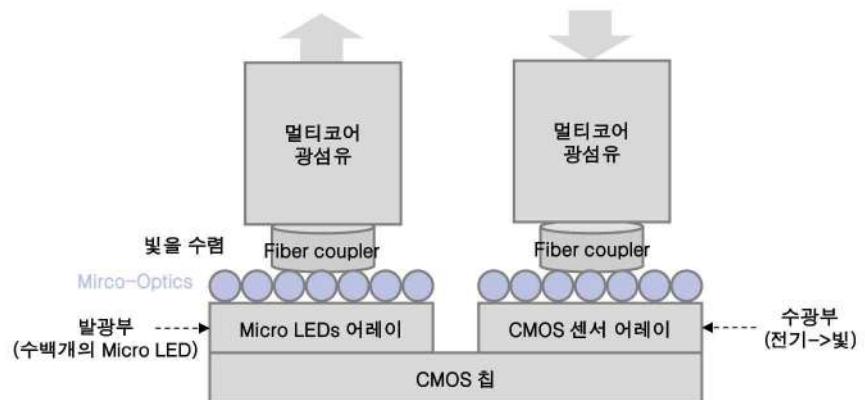 멀티코어
광섬유
멀티코어
광섬유
빛을 수렴
Fiber coupler
Fiber coupler
Mirco-Optics
발광부
(수백개의 Micro LED)
Micro LEDs 어레이
CMOS 센서 어레이
수광부
(전기->빛)
CMOS 칩